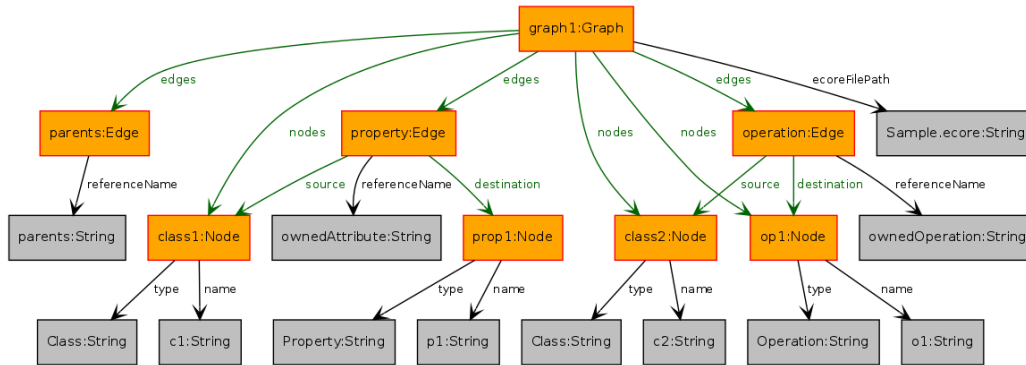 graph1:Graph
edges
edges
edges
ecoreFilePath
parents:Edge
nodes
property:Edge
nodes
nodes
operation:Edge
Sample.ecore:String
referenceName
source
referenceName
destination
source
destination
referenceName
parents:String
class1:Node
ownedAttribute:String
prop1:Node
class2:Node
op1:Node
ownedOperation:String
type
name
type
name
type
name
type
name
Class:String
c1:String
Property:String
p1:String
Class:String
c2:String
Operation:String
o1:String